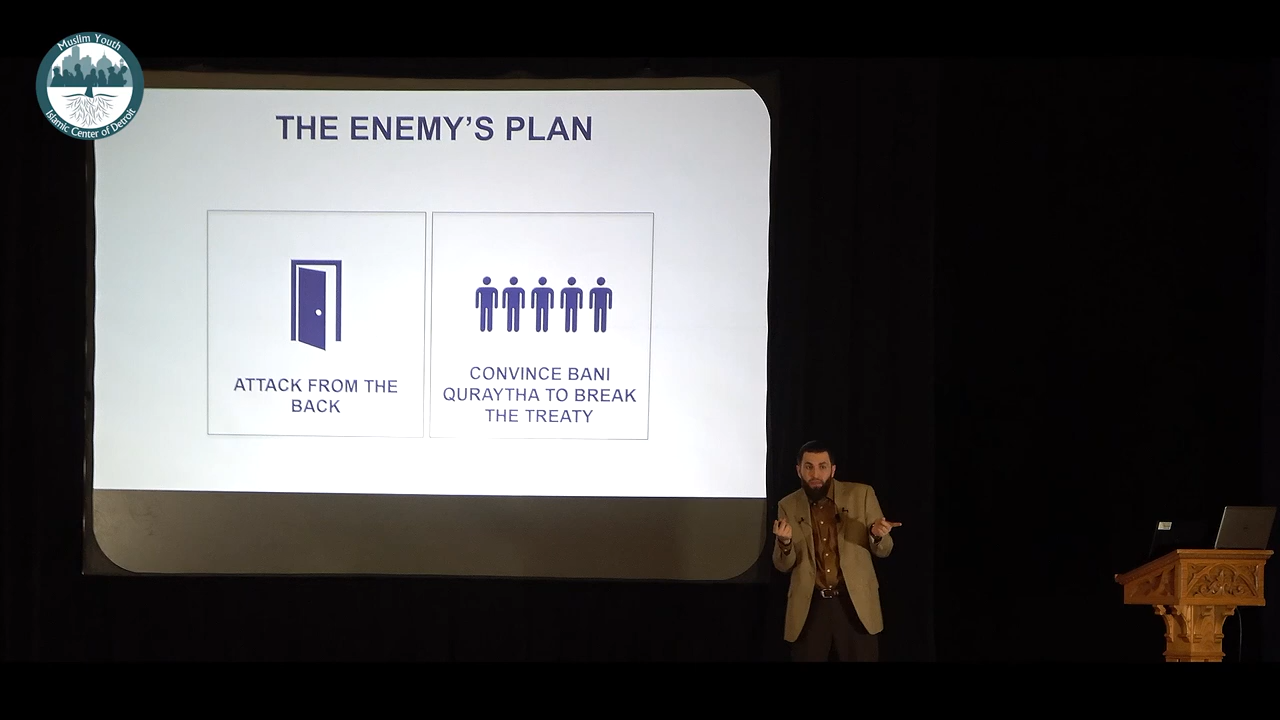 Muslim Youth
Islamic Center of Detroit
THE ENEMY'S PLAN
ATTACK FROM THE
BACK
CONVINCE BANI
QURAYTHA TO BREAK
THE TREATY